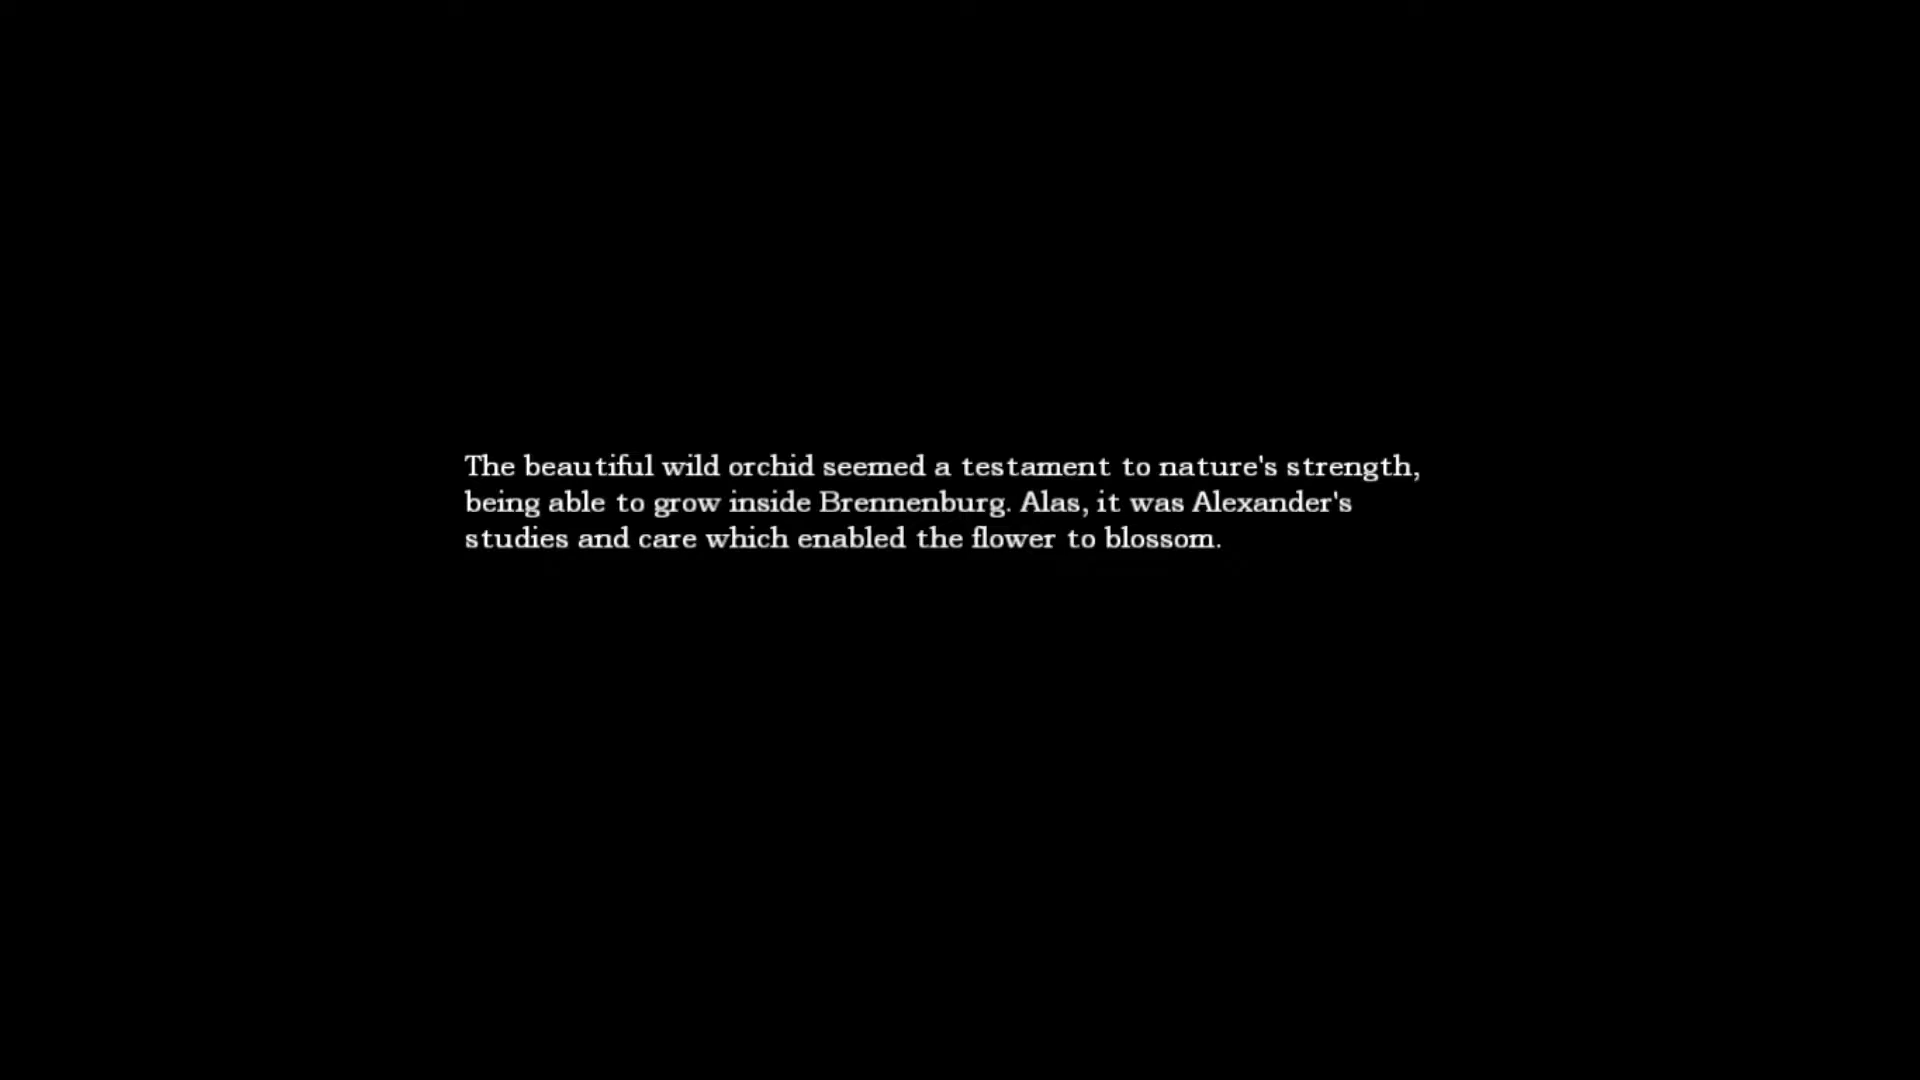 The beautiful wild orchid seemed a testament to nature's strength,
being able to grow inside Brennenburg. Alas, it was Alexander's
studies and care which enabled the flower to blossom.